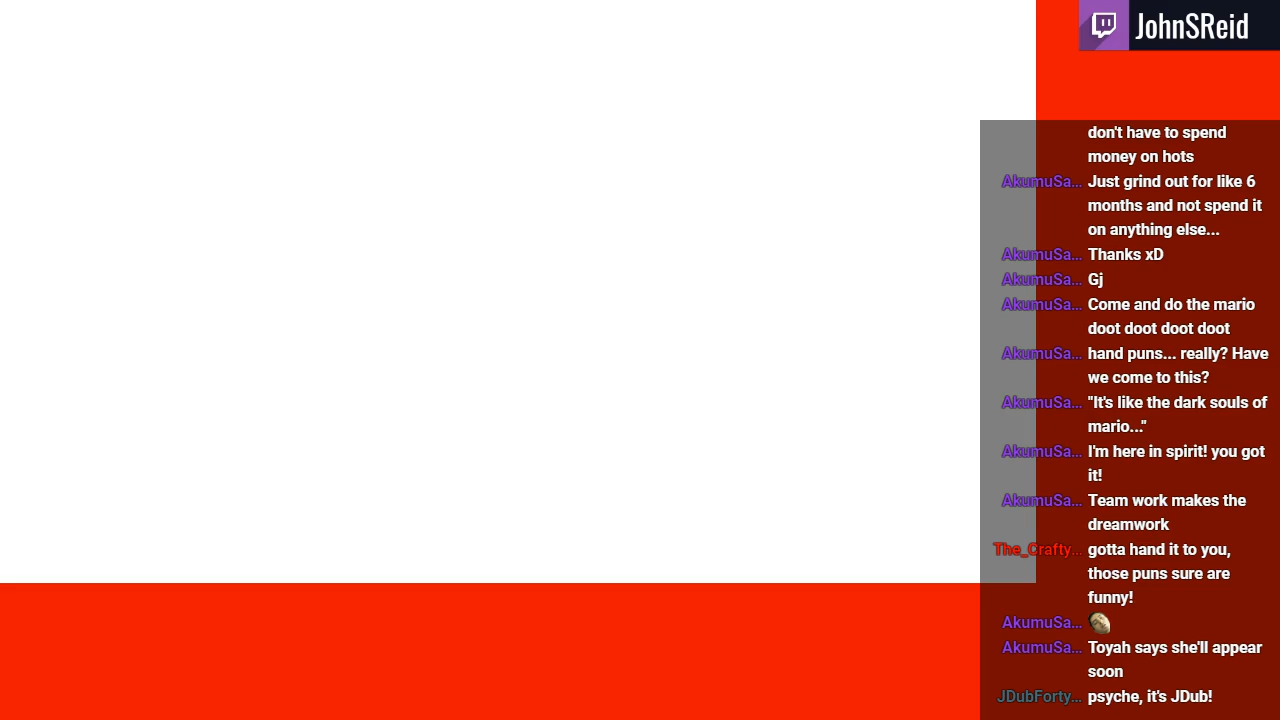 JohnSReid
don't have to spend
money on hots
AkumuSa... Just grind out for like 6
months and not spend it
on anything else...
AkumuSa... Thanks xD
AkumuSa... Gj
AkumuSa... Come and do the mario
doot doot doot doot
AkumuSa... hand puns... really? Have
we come to this?
AkumuSa... "It's like the dark souls of
mario..."
AkumuSa... I'm here in spirit! you got
it!
AkumuSa... Team work makes the
dreamwork
The_Crafty... gotta hand it to you,
those puns sure are
funny!
AkumuSa...
AkumuSa... Toyah says she'll appear
soon
JDubForty... psyche, it's JDub!